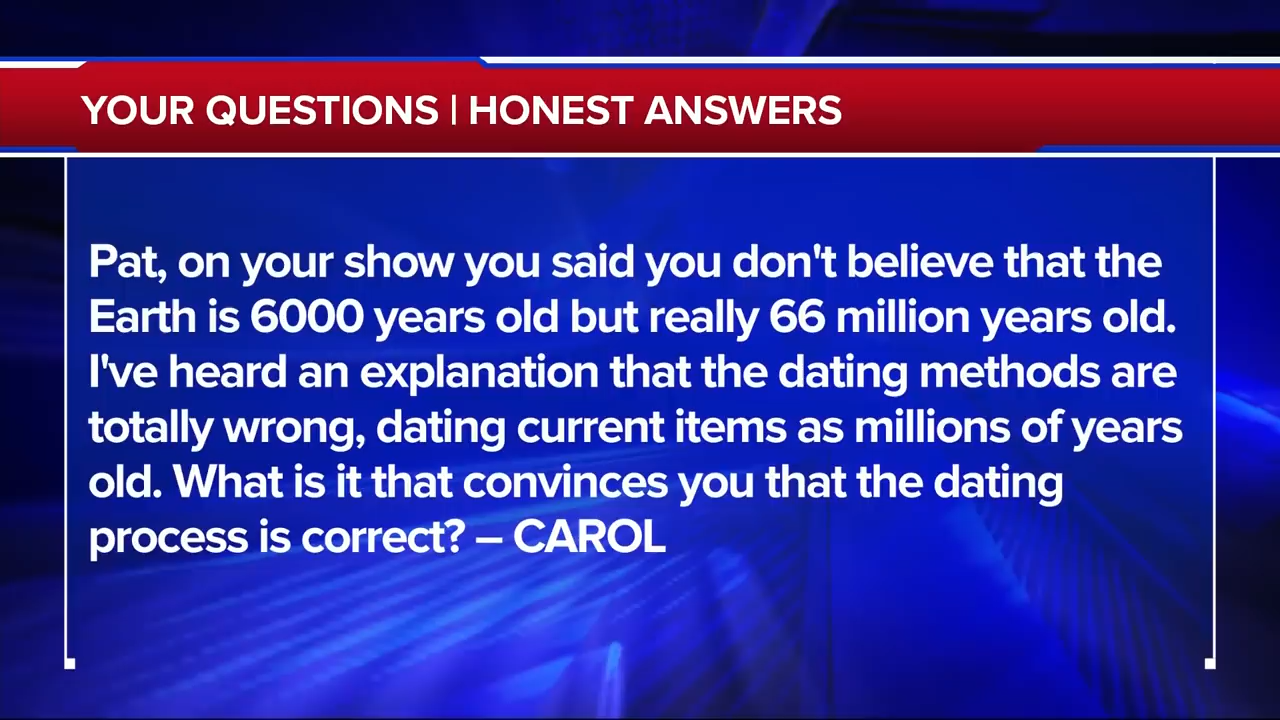 YOUR QUESTIONS | HONEST ANSWERS
Pat, on your show you said you don't believe that the
Earth is 6000 years old but really 66 million years old.
I've heard an explanation that the dating methods are
totally wrong, dating current items as millions of years
old. What is it that convinces you that the dating
process is correct? – CAROL